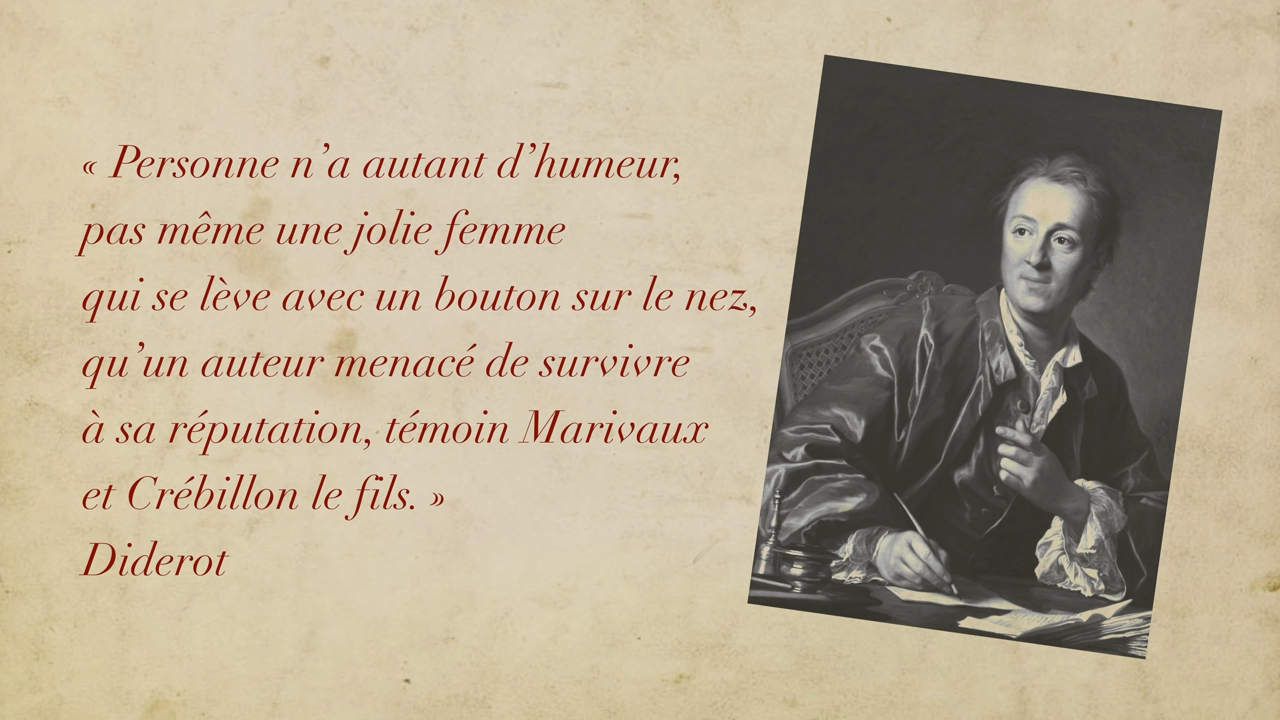 « Personne n’a autant d’humeur,
pas même une jolie femme
qui se lève avec un bouton sur le nez,
qu’un auteur menacé de survivre
à sa réputation, témoin Marivaux
et Crébillon le fils. »
Diderot